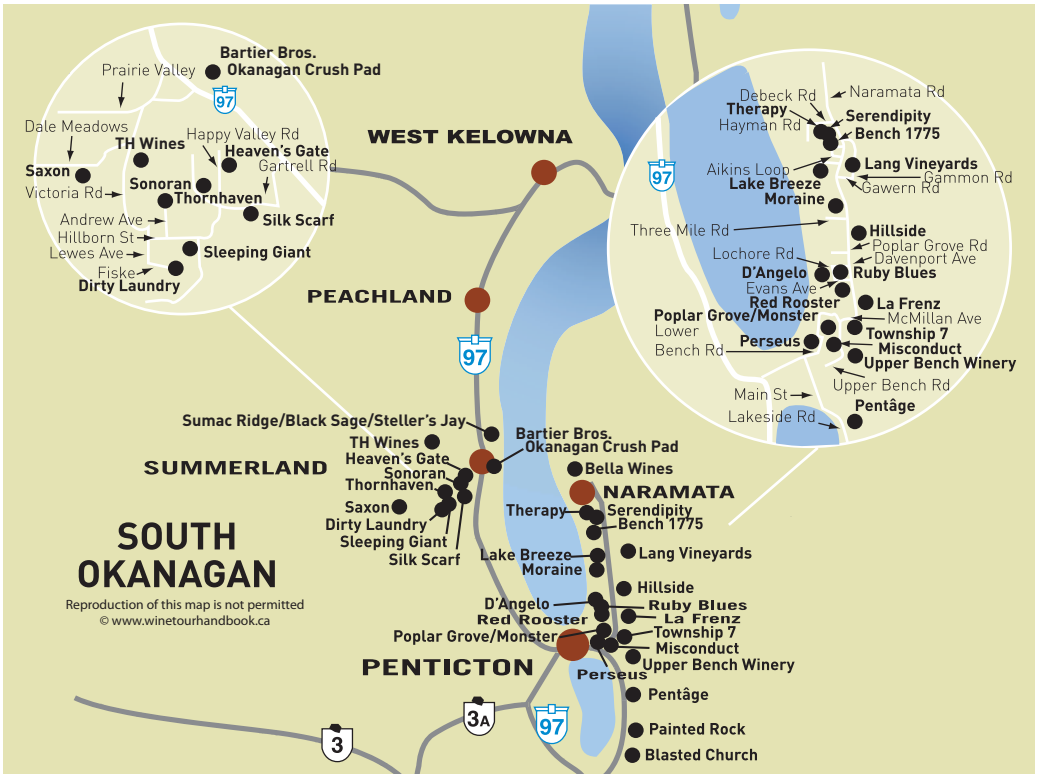 Bartier Bros.
Okanagan Crush Pad
Prairie Valley
97
Dale Meadows
Happy Valley Rd
TH Wines
Heaven's Gate
Gartrell Rd
Saxon
Sonoran
Victoria Rd
Thornhaven
Andrew Ave
Silk Scarf
Hillborn St
Lewes Ave
Sleeping Giant
Fiske
Dirty Laundry
WEST KELOWNA
PEACHLAND
97
97
Naramata Rd
Debeck Rd
Therapy
Serendipity
Hayman Rd
Bench 1775
Aikins Loop
Lang Vineyards
Gammon Rd
Lake Breeze
Gawern Rd
Moraine
Three Mile Rd
Hillside
Poplar Grove Rd
Lochore Rd
Davenport Ave
D'Angelo
Ruby Blues
Evans Ave
Red Rooster
La Frenz
Poplar Grove/Monster
McMillan Ave
Lower
Bench Rd
Township 7
Perseus
Misconduct
Upper Bench Winery
Upper Bench Rd
Main St
Pentâge
Lakeside Rd
Sumac Ridge/Black Sage/Steller's Jay
TH Wines
Bartier Bros.
Okanagan Crush Pad
Heaven's Gate
SUMMERLAND
Sonoran
Bella Wines
Thornhaven
NARAMATA
Saxon
Therapy
Serendipity
Dirty Laundry
Bench 1775
Sleeping Giant
Silk Scarf
Lake Breeze
Lang Vineyards
Moraine
SOUTH
OKANAGAN
Reproduction of this map is not permitted
© www.winetourhandbook.ca
Hillside
D'Angelo
Ruby Blues
Red Rooster
La Frenz
Poplar Grove/Monster
Township 7
Misconduct
PENTICTON
Upper Bench Winery
Perseus
Pentâge
3A
97
3
Painted Rock
Blasted Church